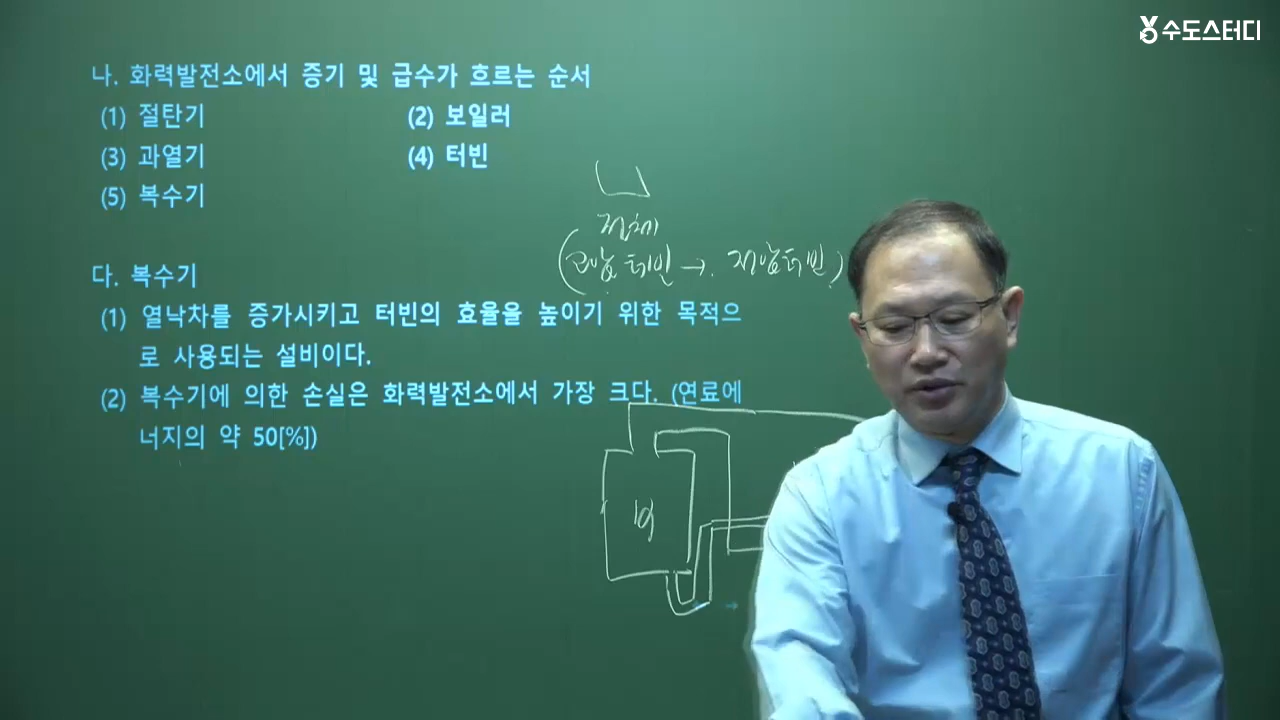 수도스터디
나. 화력발전소에서 증기 및 급수가 흐르는 순서
(1) 절탄기 (2) 보일러
(3) 과열기 (4) 터빈
(5) 복수기
다. 복수기
(1) 열낙차를 증가시키고 터빈의 효율을 높이기 위한 목적으
로 사용되는 설비이다.
(2) 복수기에 의한 손실은 화력발전소에서 가장 크다. (연료에
너지의 약 50[%])
(고압터빈 → 저압터빈)